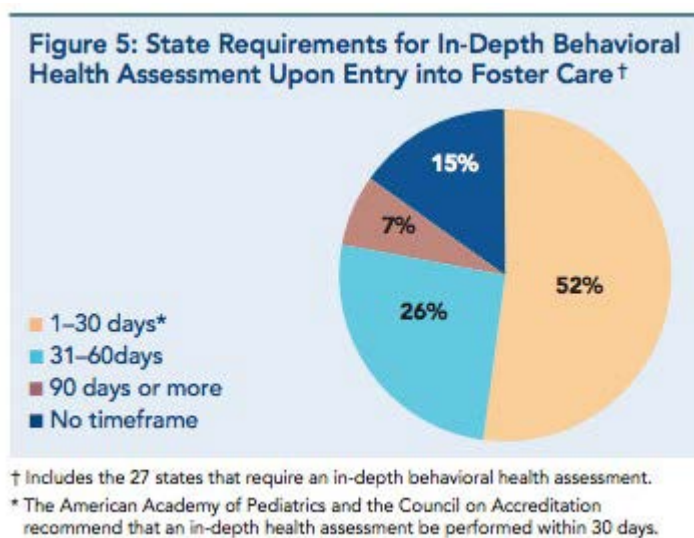 Figure 5: State Requirements for In-Depth Behavioral
Health Assessment Upon Entry into Foster Care†
15%
7%
52%
26%
1–30 days*
31–60days
90 days or more
No timeframe
† Includes the 27 states that require an in-depth behavioral health assessment.
* The American Academy of Pediatrics and the Council on Accreditation
recommend that an in-depth health assessment be performed within 30 days.